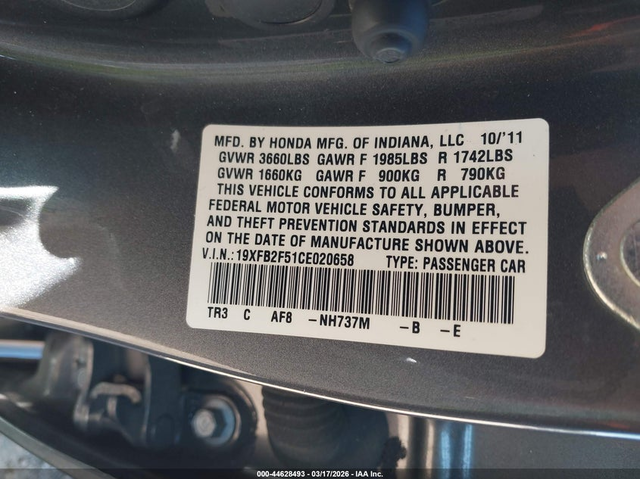 MFD. BY HONDA MFG. OF INDIANA, LLC 10/'11
GVWR 3660LBS GAWR F 1985LBS R 1742LBS
GVWR 1660KG GAWR F 900KG R 790KG
THIS VEHICLE CONFORMS TO ALL APPLICABLE
FEDERAL MOTOR VEHICLE SAFETY, BUMPER,
AND THEFT PREVENTION STANDARDS IN EFFECT
ON THE DATE OF MANUFACTURE SHOWN ABOVE.
V.I.N.:19XFB2F51CE020658 TYPE: PASSENGER CAR
TR3 C AF8 -NH737M -B -E
000-44628493 - 03/17/2026 - IAA Inc.